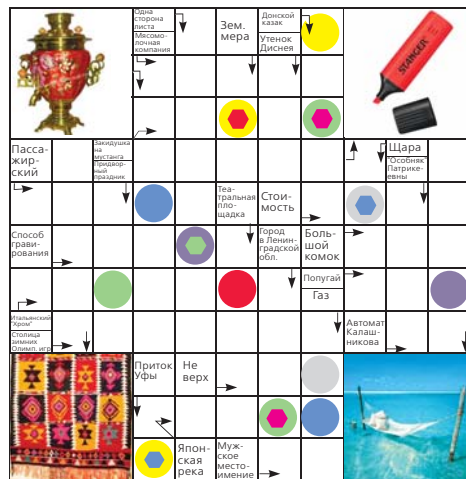 Одна
сторона
листа
Мясомо-
лочная
компания
Зем.
мера
Донской
казак
Утенок
Диснея
STANGER
Пасса-
жир-
ский
Закидушка
на
мустанга
Придвор-
ный
праздник
Щара
Особняк
Патрике-
евны
Теа-
тральная
пло-
щадка
Стои-
мость
Способ
грави-
рования
Город
в Ленин-
градской
обл.
Боль-
шой
комок
Попугай
Газ
Итальянский
"Хром"
Столица
зимних
Олимп. игр
Автомат
Калаш-
никова
Приток
Уфы
Не
верх
Япон-
ская
река
Муж-
ское
место-
имение